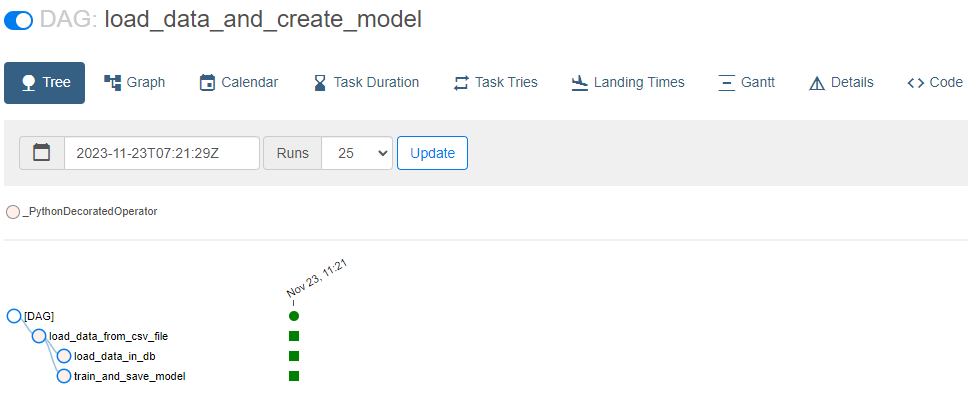 DAG: load_data_and_create_model
Tree Graph Calendar Task Duration Task Tries Landing Times Gantt Details <> Code
2023-11-23T07:21:29Z Runs 25 Update
_PythonDecoratedOperator
Nov 23, 11:21
[DAG]
load_data_from_csv_file
load_data_in_db
train_and_save_model